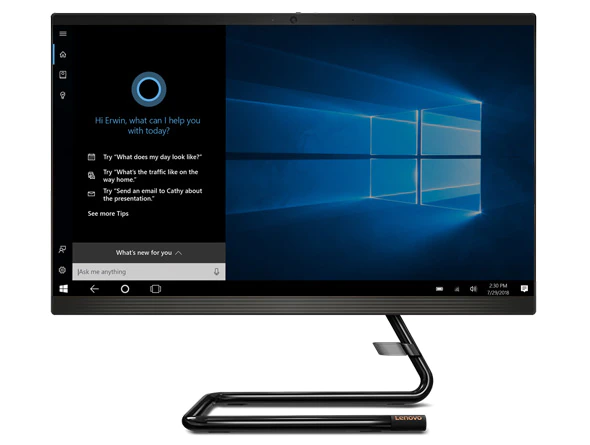 Hi Erwin, what can I help you
with today?
Try "What does my day look like?"
Try "What's the traffic like on the
way home."
Try "Send an email to Cathy about
the presentation."
See more Tips
What's new for you
Ask me anything
2:30 PM
7/29/2018
Lenovo